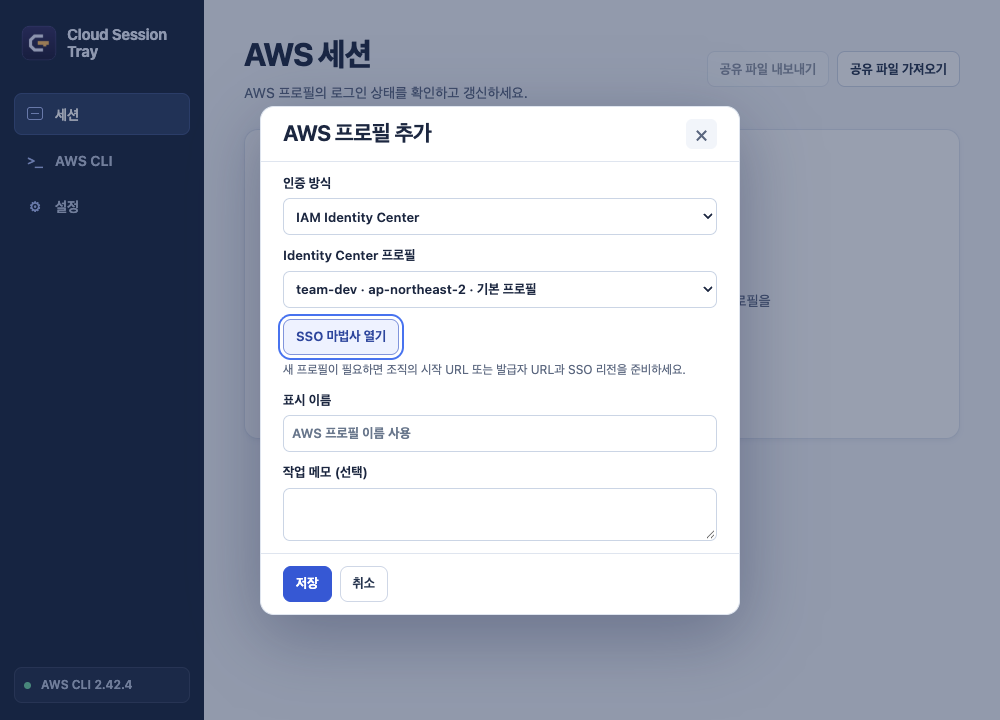 Cloud Session
Tray
세션
>_ AWS CLI
설정
AWS CLI 2.42.4
AWS 세션
AWS 프로필의 로그인 상태를 확인하고 갱신하세요.
공유 파일 내보내기
공유 파일 가져오기
로필을
AWS 프로필 추가
×
인증 방식
IAM Identity Center
Identity Center 프로필
team-dev · ap-northeast-2 · 기본 프로필
SSO 마법사 열기
새 프로필이 필요하면 조직의 시작 URL 또는 발급자 URL과 SSO 리전을 준비하세요.
표시 이름
AWS 프로필 이름 사용
작업 메모 (선택)
저장
취소